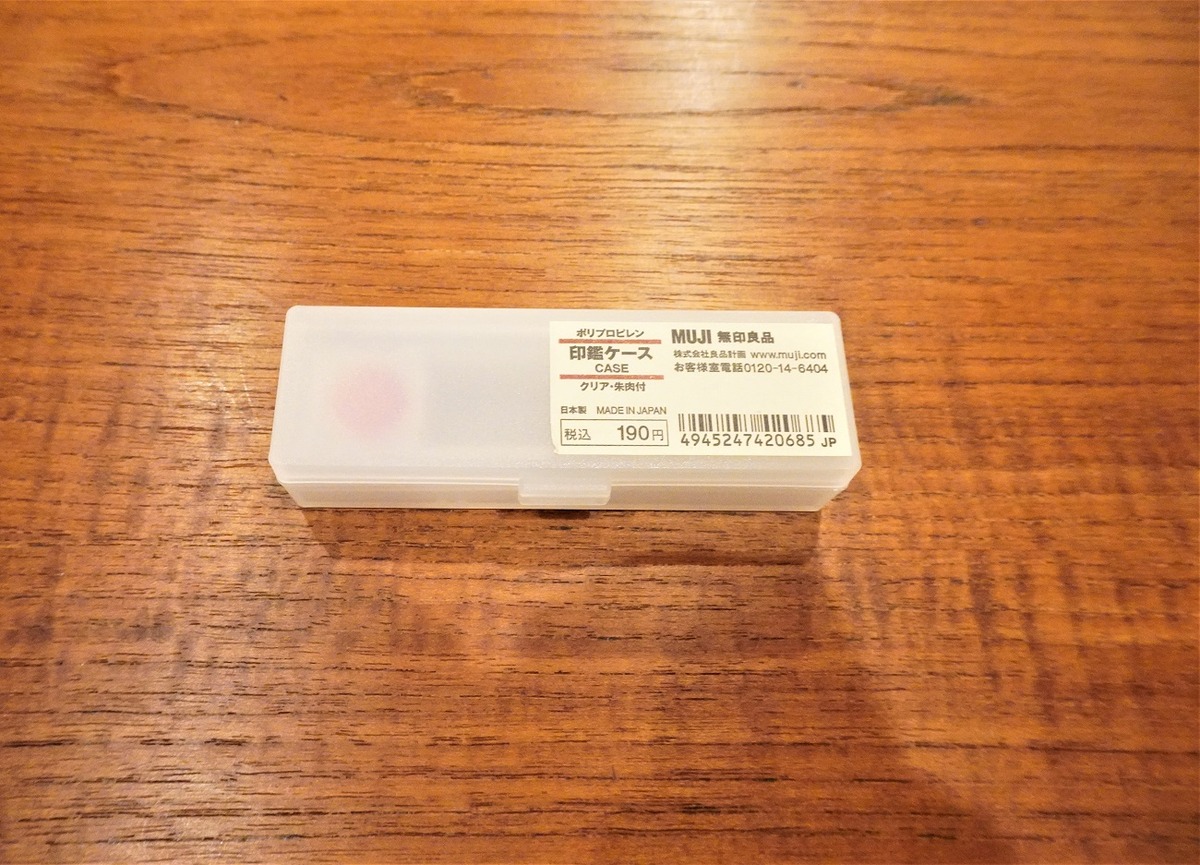 ポリプロピレン
印鑑ケース
CASE
クリア・朱肉付
日本製 MADE IN JAPAN
税込 190円
MUJI 無印良品
株式会社良品計画 www.muji.com
お客様室電話0120-14-6404
4945247420685 JP